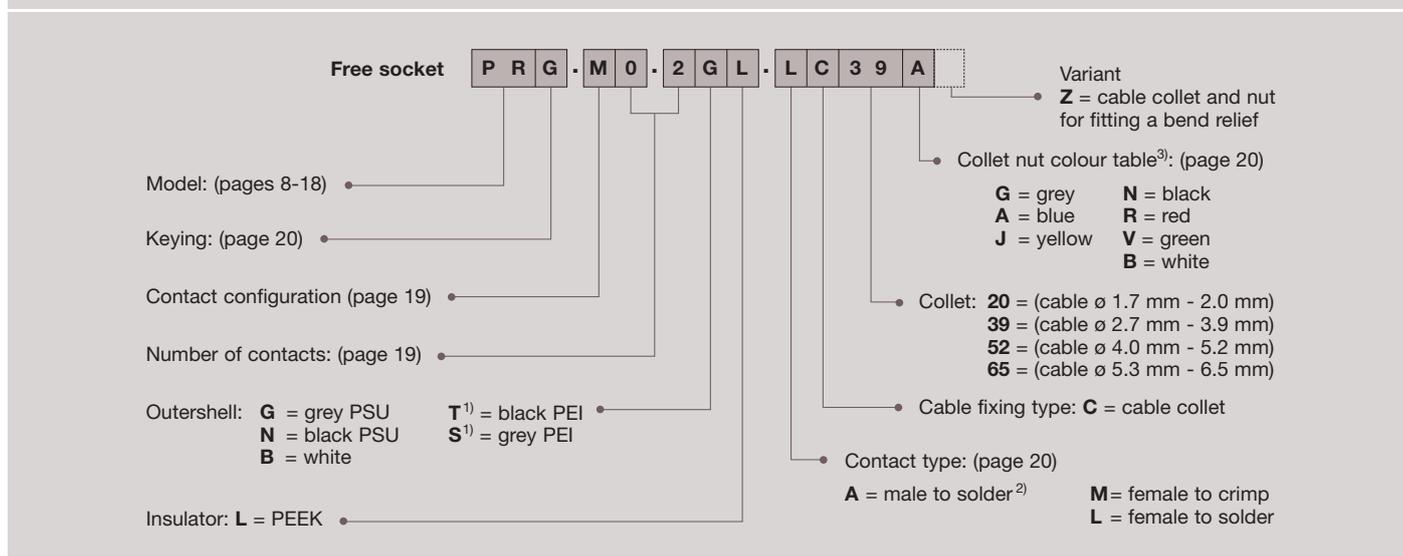 Free socket P R G . M 0 . 2 G L . L C 3 9 A
Variant
Z = cable collet and nut
for fitting a bend relief
Collet nut colour table3): (page 20)
G = grey N = black
A = blue R = red
J = yellow V = green
B = white
Model: (pages 8-18)
Keying: (page 20)
Contact configuration (page 19)
Number of contacts: (page 19)
Outershell: G = grey PSU T1) = black PEI
N = black PSU S1) = grey PEI
B = white
Insulator: L = PEEK
Collet: 20 = (cable ø 1.7 mm - 2.0 mm)
39 = (cable ø 2.7 mm - 3.9 mm)
52 = (cable ø 4.0 mm - 5.2 mm)
65 = (cable ø 5.3 mm - 6.5 mm)
Cable fixing type: C = cable collet
Contact type: (page 20)
A = male to solder2) M= female to crimp
L = female to solder